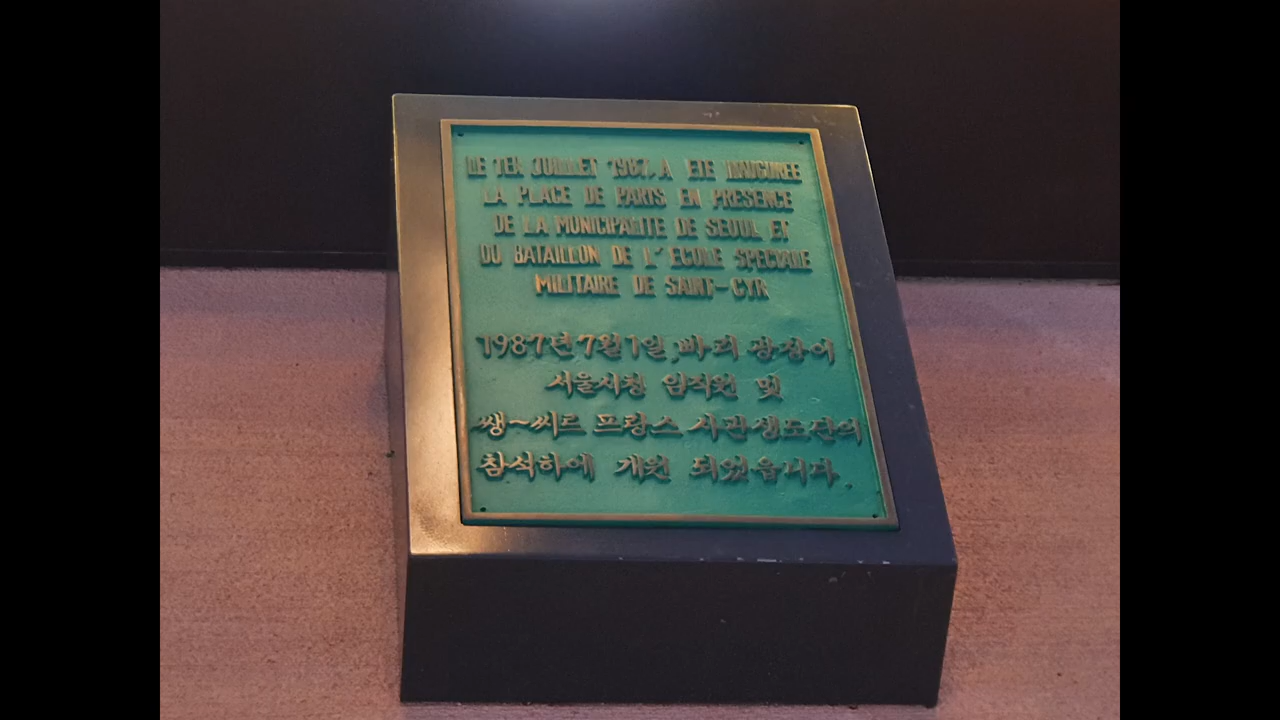 LE 1ER JUILLET 1987, A ETE INAUGUREE
LA PLACE DE PARIS EN PRESENCE
DE LA MUNICIPALITE DE SEOUL ET
DU BATAILLON DE L'ECOLE SPECIALE
MILITAIRE DE SAINT-CYR
1987년 7월 1일, 파리 광장이
서울시청 임직원 및
쌩~씨르 프랑스 사관생도단의
참석하에 개원 되었읍니다.